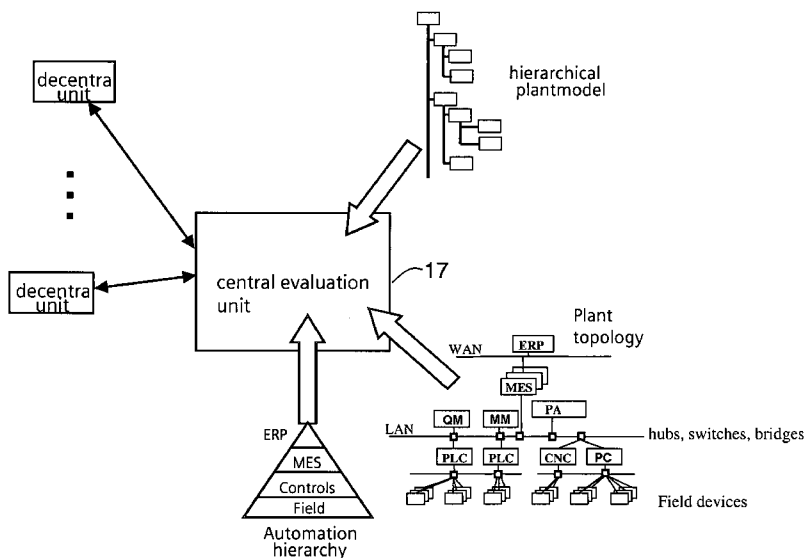 decentra
unit
decentra
unit
hierarchical
plantmodel
central evaluation
unit
17
Plant
topology
WAN
ERP
MES
LAN
QM
MM
PA
hubs, switches, bridges
PLC
PLC
CNC
PC
Field devices
ERP
MES
Controls
Field
Automation
hierarchy